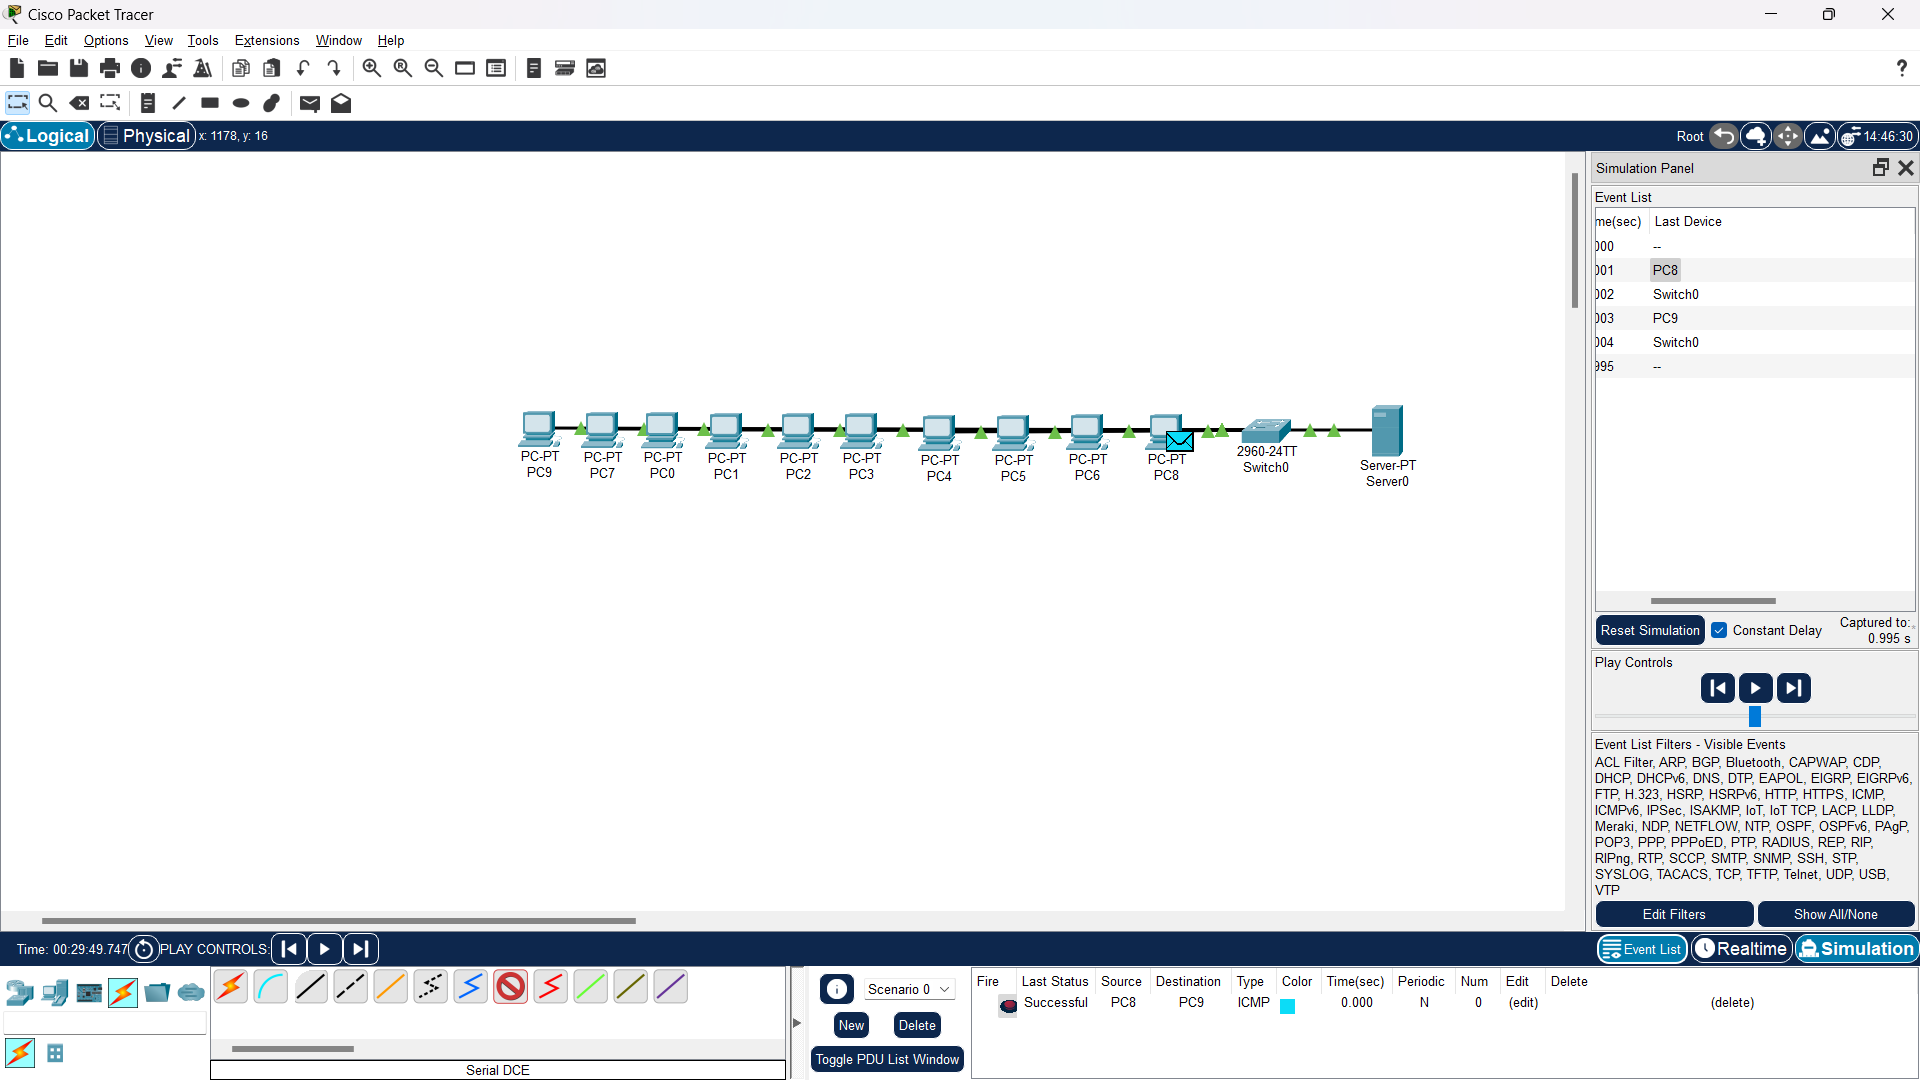 Cisco Packet Tracer
File Edit Options View Tools Extensions Window Help
?
Logical Physical x: 1178, y: 16 Root 14:46:30
Simulation Panel
Event List
me(sec) Last Device
000 --
001 PC8
002 Switch0
003 PC9
004 Switch0
995 --
PC-PT PC-PT PC-PT PC-PT PC-PT PC-PT PC-PT PC-PT PC-PT PC-PT 2960-24TT Server-PT
PC9 PC7 PC0 PC1 PC2 PC3 PC4 PC5 PC6 PC8 Switch0 Server0
Reset Simulation Constant Delay Captured to:
0.995 s
Play Controls
Event List Filters - Visible Events
ACL Filter, ARP, BGP, Bluetooth, CAPWAP, CDP,
DHCP, DHCPv6, DNS, DTP, EAPOL, EIGRP, EIGRPv6,
FTP, H.323, HSRP, HSRPv6, HTTP, HTTPS, ICMP,
ICMPv6, IPSec, ISAKMP, IoT, IoT TCP, LACP, LLDP,
Meraki, NDP, NETFLOW, NTP, OSPF, OSPFv6, PAgP,
POP3, PPP, PPPoED, PTP, RADIUS, REP, RIP,
RIPng, RTP, SCCP, SMTP, SNMP, SSH, STP,
SYSLOG, TACACS, TCP, TFTP, Telnet, UDP, USB,
VTP
Edit Filters Show All/None
Time: 00:29:49.747 PLAY CONTROLS: Event List Realtime Simulation
Scenario 0
New Delete
Toggle PDU List Window
Fire Last Status Source Destination Type Color Time(sec) Periodic Num Edit Delete
Successful PC8 PC9 ICMP 0.000 N 0 (edit) (delete)
Serial DCE